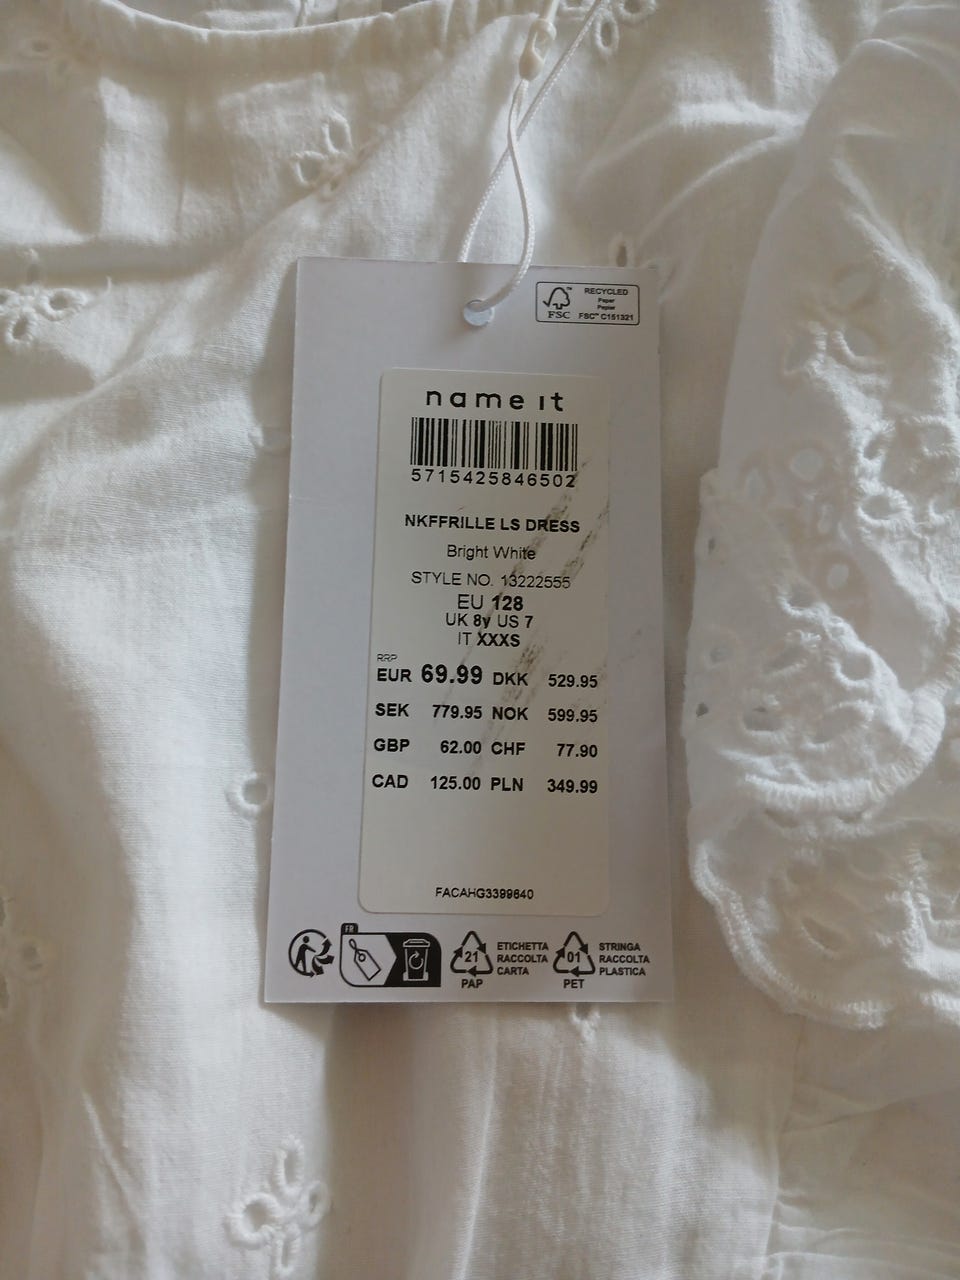 FSC™ RECYCLED
Paper
Papier
FSC™ C151321
name it
5715425846502
NKFFRILLE LS DRESS
Bright White
STYLE NO. 13222555
EU 128
UK 8y US 7
IT XXXS
RRP
EUR 69.99 DKK 529.95
SEK 779.95 NOK 599.95
GBP 62.00 CHF 77.90
CAD 125.00 PLN 349.99
FACAHG3399640
FR
21
PAP
ETICHETTA
RACCOLTA
CARTA
01
PET
STRINGA
RACCOLTA
PLASTICA